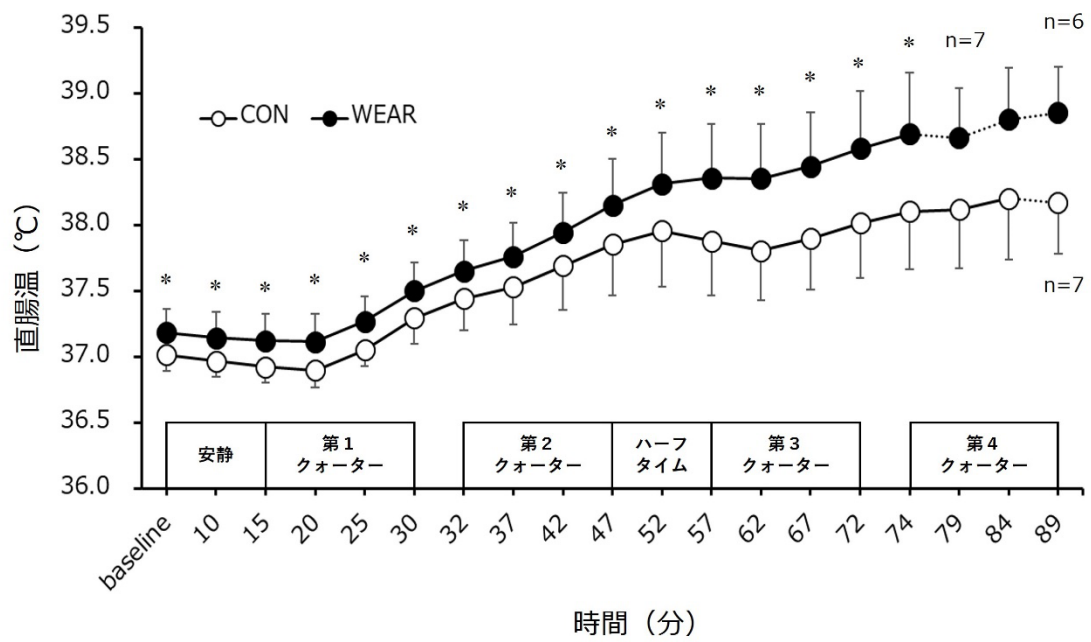 39.5
39.0
38.5
38.0
37.5
37.0
36.5
36.0
直腸温（℃）
CON
WEAR
* * * * * * * * * * * * * * * *
n=7
n=6
n=7
安静
第１
クォーター
第２
クォーター
ハーフ
タイム
第３
クォーター
第４
クォーター
baseline 10 15 20 25 30 32 37 42 47 52 57 62 67 72 74 79 84 89
時間（分）